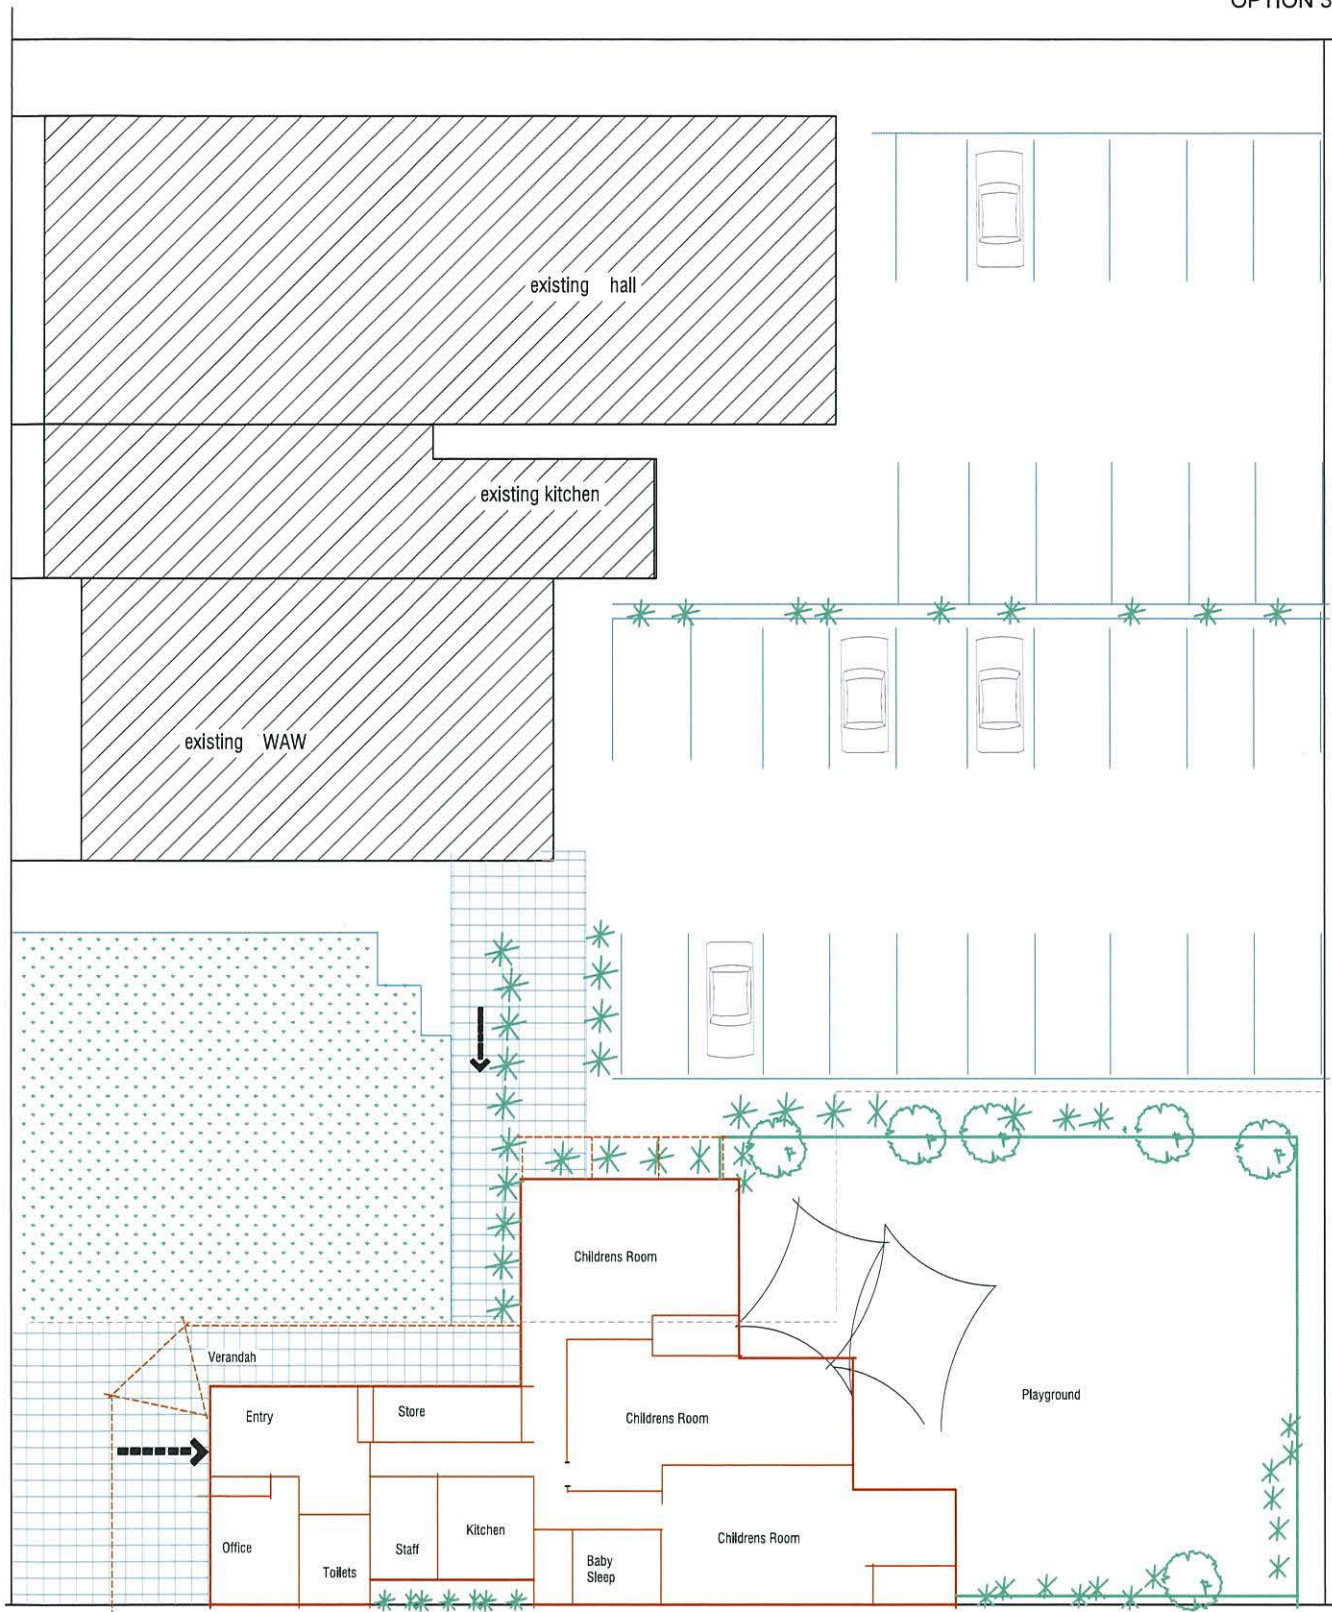 OPTION 3
existing hall
existing kitchen
existing WAW
Childrens Room
Verandah
Playground
Entry
Store
Childrens Room
Office
Toilets
Staff
Kitchen
Baby
Sleep
Childrens Room